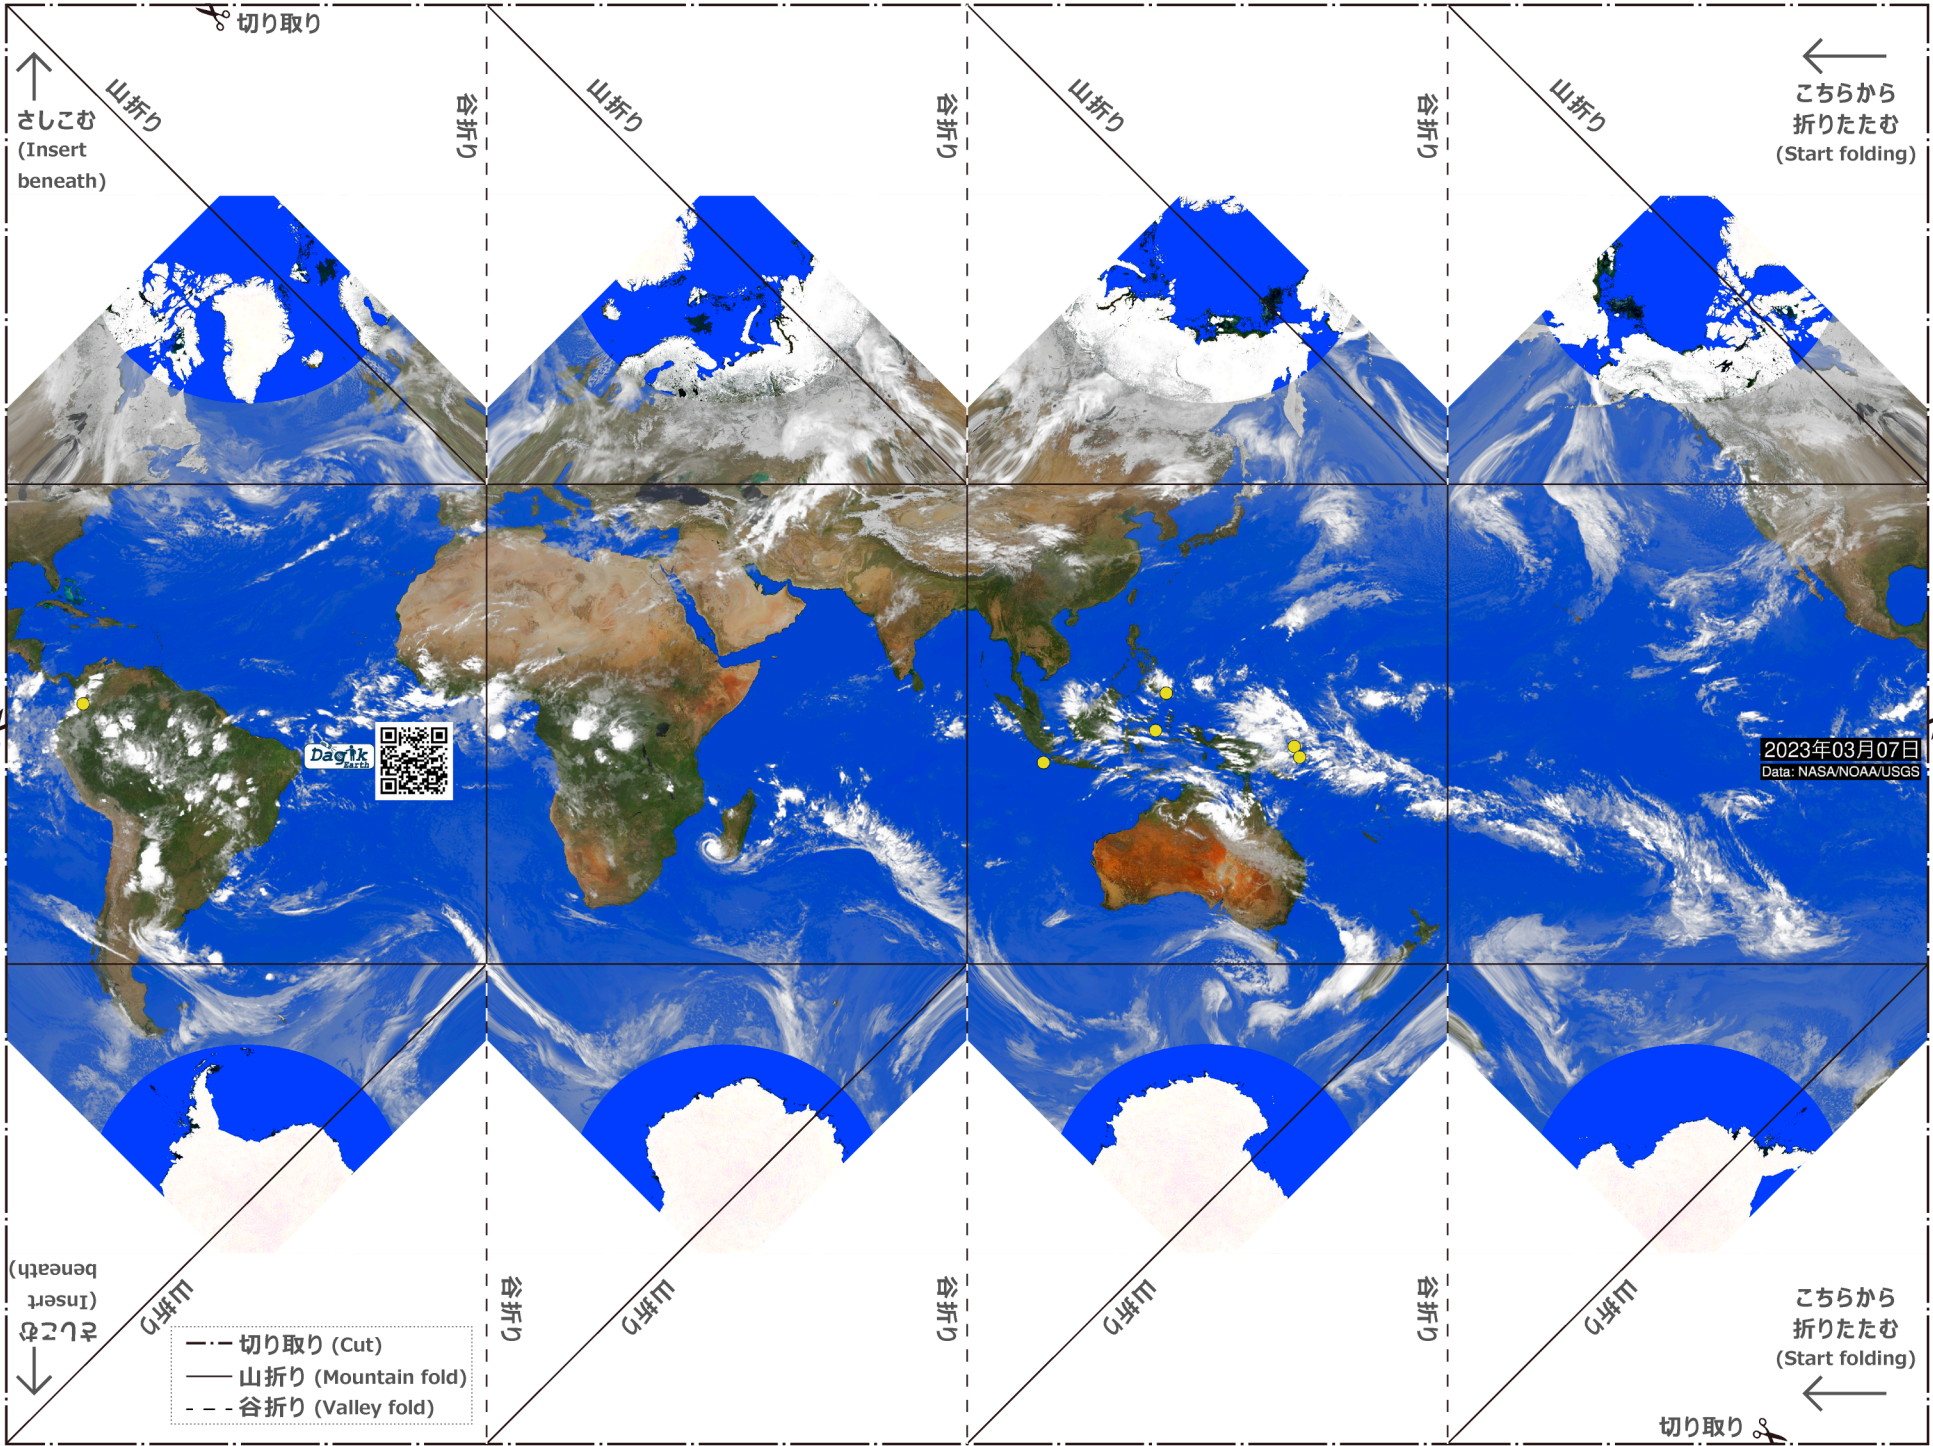 切り取り
山折り
谷折り
山折り
谷折り
山折り
谷折り
山折り
さしこむ
(Insert
beneath)
こちらから
折りたたむ
(Start folding)
Dagik
Earth
2023年03月07日
Data: NASA/NOAA/USGS
さしこむ
(Insert
beneath)
山折り
谷折り
山折り
谷折り
山折り
谷折り
山折り
切り取り (Cut)
山折り (Mountain fold)
谷折り (Valley fold)
こちらから
折りたたむ
(Start folding)
切り取り